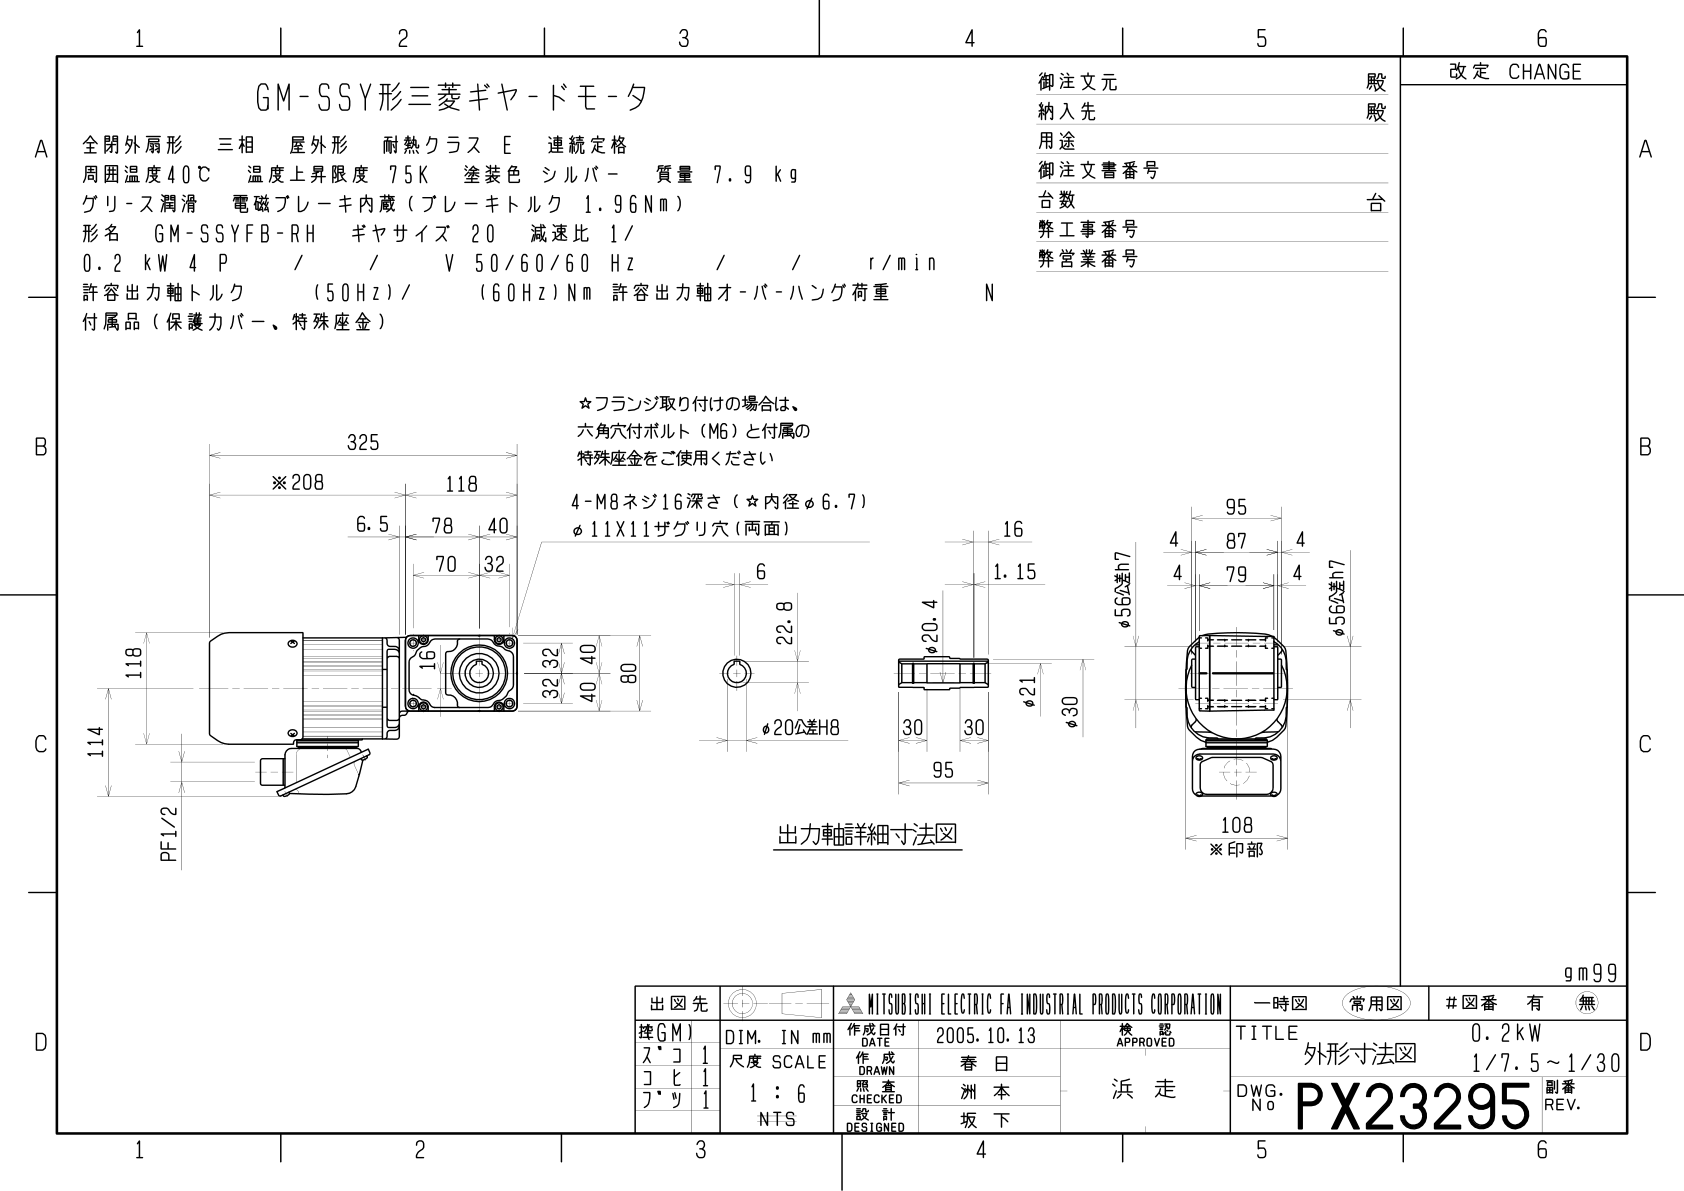 1 2 3 4 5 6
改定 CHANGE
A
A
B
B
C
C
D
D
GM-SSY形三菱ギヤ-ドモ-タ
全閉外扇形 三相 屋外形 耐熱クラス E 連続定格
周囲温度40℃ 温度上昇限度 75K 塗装色 シルバー 質量 7.9 kg
グリ-ス潤滑 電磁ブレーキ内蔵(ブレーキトルク 1.96Nm)
形名 GM-SSYFB-RH ギヤサイズ 20 減速比 1/
0.2 kW 4 P / / V 50/60/60 Hz / / r/min
許容出力軸トルク (50Hz)/ (60Hz)Nm 許容出力軸オ-バ-ハング荷重 N
付属品(保護カバー、特殊座金)
御注文元 殿
納入先 殿
用途
御注文書番号
台数 台
弊工事番号
弊営業番号
☆フランジ取り付けの場合は、
六角穴付ボルト(M6)と付属の
特殊座金をご使用ください
4-M8ネジ16深さ(☆内径φ6.7)
φ11X11ザグリ穴(両面)
325
※208 118
6.5 78 40
70 32
118
114
PF1/2
16
32
32
40
40
80
6
22.8
φ20公差H8
16
1.15
φ20.4
φ21
φ30
30 30
95
出力軸詳細寸法図
95
4 87 4
4 79 4
φ56公差h7
φ56公差h7
108
※印部
gm99
出図先
MITSUBISHI ELECTRIC FA INDUSTRIAL PRODUCTS CORPORATION
一時図 常用図
#図番 有 無
控GM)
ズコ 1
コヒ 1
ブツ 1
DIM. IN mm
尺度 SCALE
1 : 6
NTS
作成日付
DATE
2005.10.13
作成
DRAWN
春日
照査
CHECKED
洲本
設計
DESIGNED
坂下
検認
APPROVED
浜走
TITLE
外形寸法図
0.2kW
1/7.5~1/30
DWG.
No
PX23295
副番
REV.
1 2 3 4 5 6